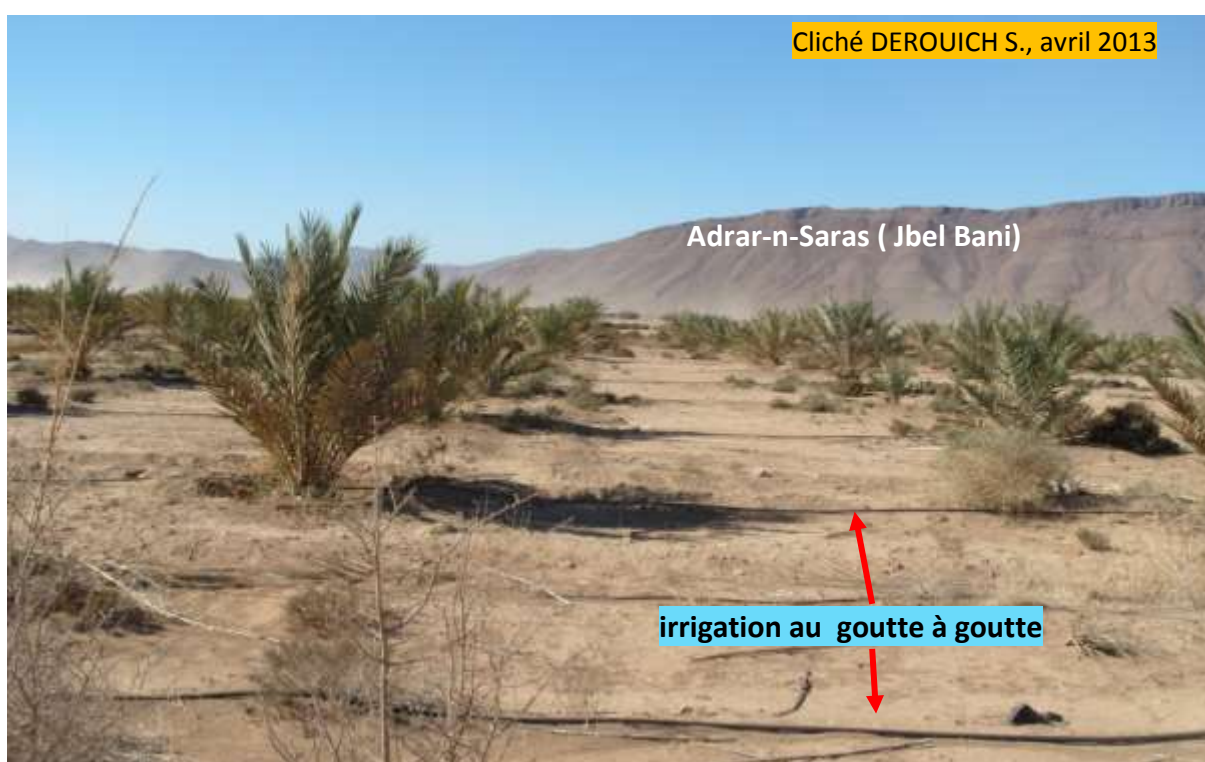 Cliché DEROUICH S., avril 2013
Adrar-n-Saras ( Jbel Bani)
irrigation au  goutte à goutte